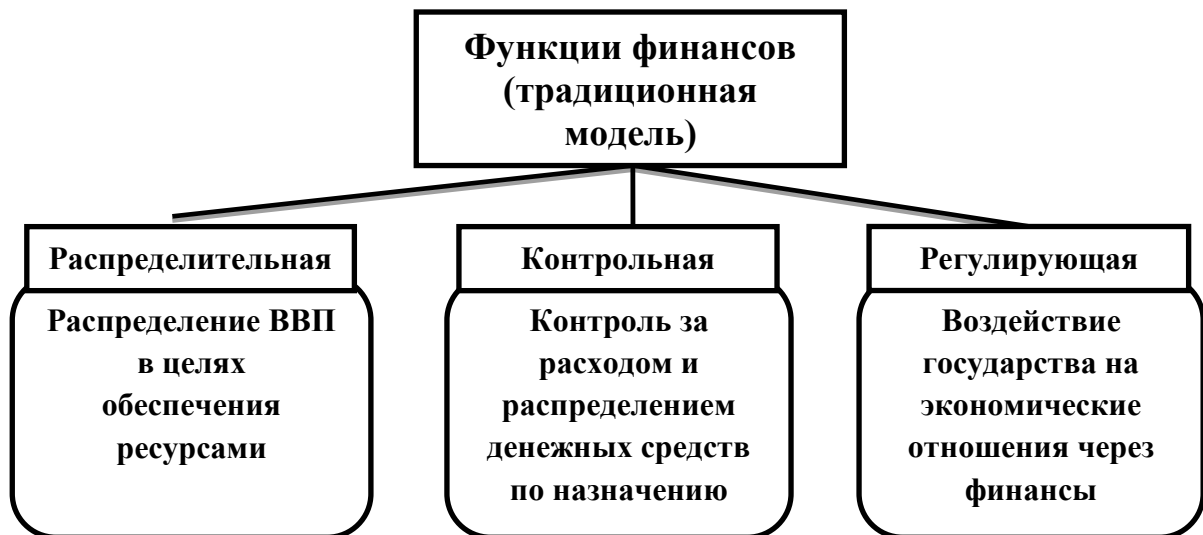 Функции финансов
(традиционная
модель)
Распределительная
Распределение ВВП
в целях
обеспечения
ресурсами
Контрольная
Контроль за
расходом и
распределением
денежных средств
по назначению
Регулирующая
Воздействие
государства на
экономические
отношения через
финансы